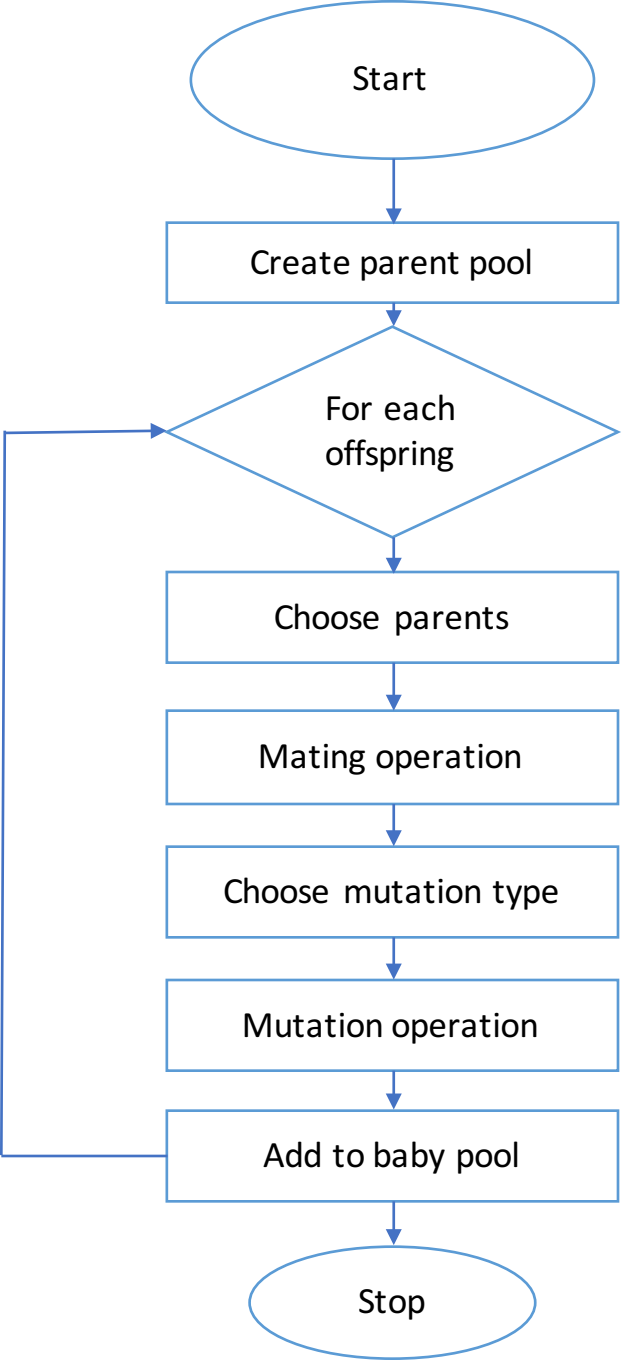 Start
Create parent pool
For each
offspring
Choose parents
Mating operation
Choose mutation type
Mutation operation
Add to baby pool
Stop